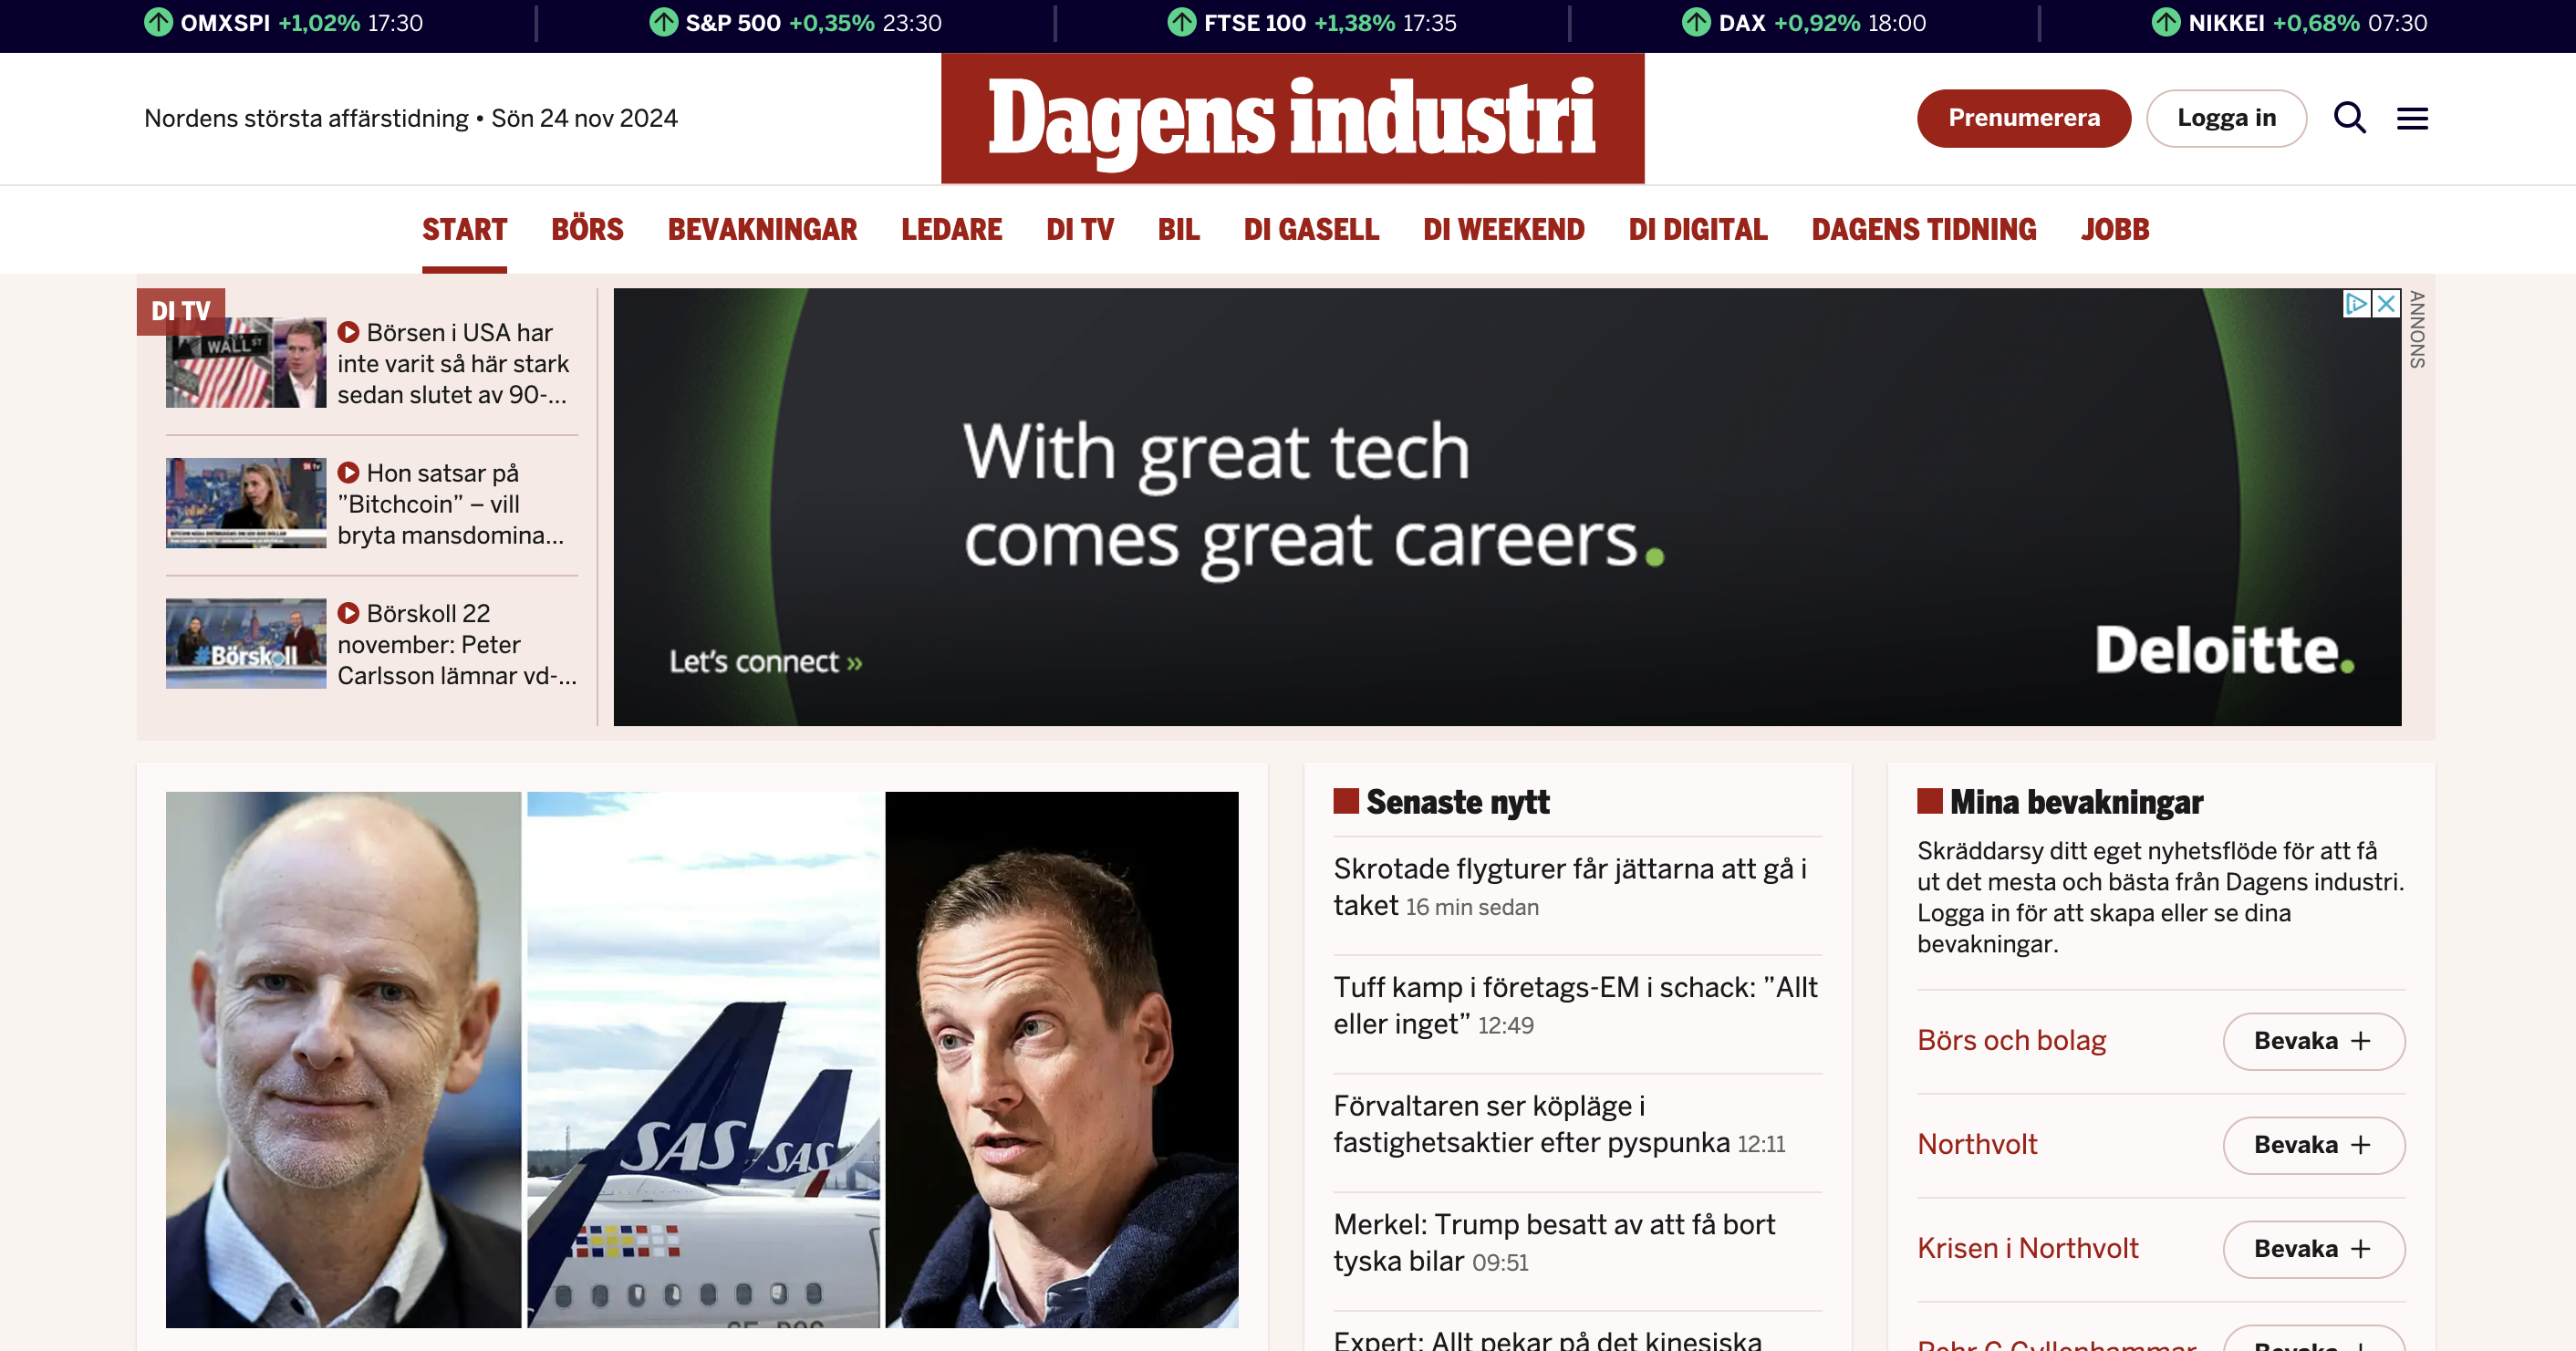 OMXSPI +1,02% 17:30
S&P 500 +0,35% 23:30
FTSE 100 +1,38% 17:35
DAX +0,92% 18:00
NIKKEI +0,68% 07:30
Nordens största affärstidning • Sön 24 nov 2024
Dagens industri
Prenumerera
Logga in
START BÖRS BEVAKNINGAR LEDARE DI TV BIL DI GASELL DI WEEKEND DI DIGITAL DAGENS TIDNING JOBB
DI TV
WALL ST
Börsen i USA har
inte varit så här stark
sedan slutet av 90-...
Hon satsar på
”Bitchcoin” – vill
bryta mansdomina...
#Börskoll
Börskoll 22
november: Peter
Carlsson lämnar vd-...
ANNONS
With great tech
comes great careers.
Let’s connect »
Deloitte.
SAS
SAS
Senaste nytt
Skrotade flygturer får jättarna att gå i
taket 16 min sedan
Tuff kamp i företags-EM i schack: ”Allt
eller inget” 12:49
Förvaltaren ser köpläge i
fastighetsaktier efter pyspunka 12:11
Merkel: Trump besatt av att få bort
tyska bilar 09:51
Expert: Allt pekar på det kinesiska
Mina bevakningar
Skräddarsy ditt eget nyhetsflöde för att få
ut det mesta och bästa från Dagens industri.
Logga in för att skapa eller se dina
bevakningar.
Börs och bolag
Bevaka +
Northvolt
Bevaka +
Krisen i Northvolt
Bevaka +
Pehr G Gyllenhammar
Bevaka +